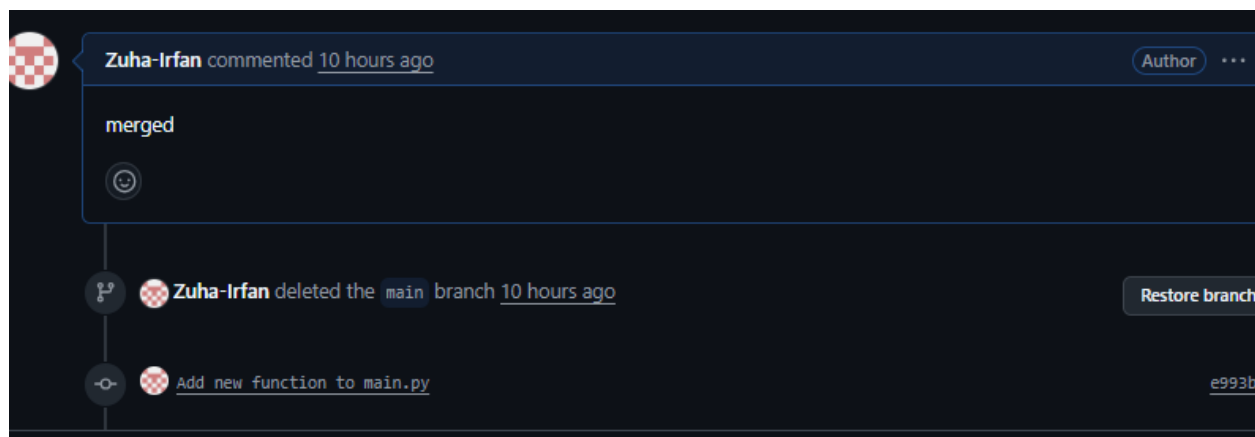 Zuha-Irfan commented 10 hours ago Author
merged
Zuha-Irfan deleted the main branch 10 hours ago Restore branch
Add new function to main.py e993b